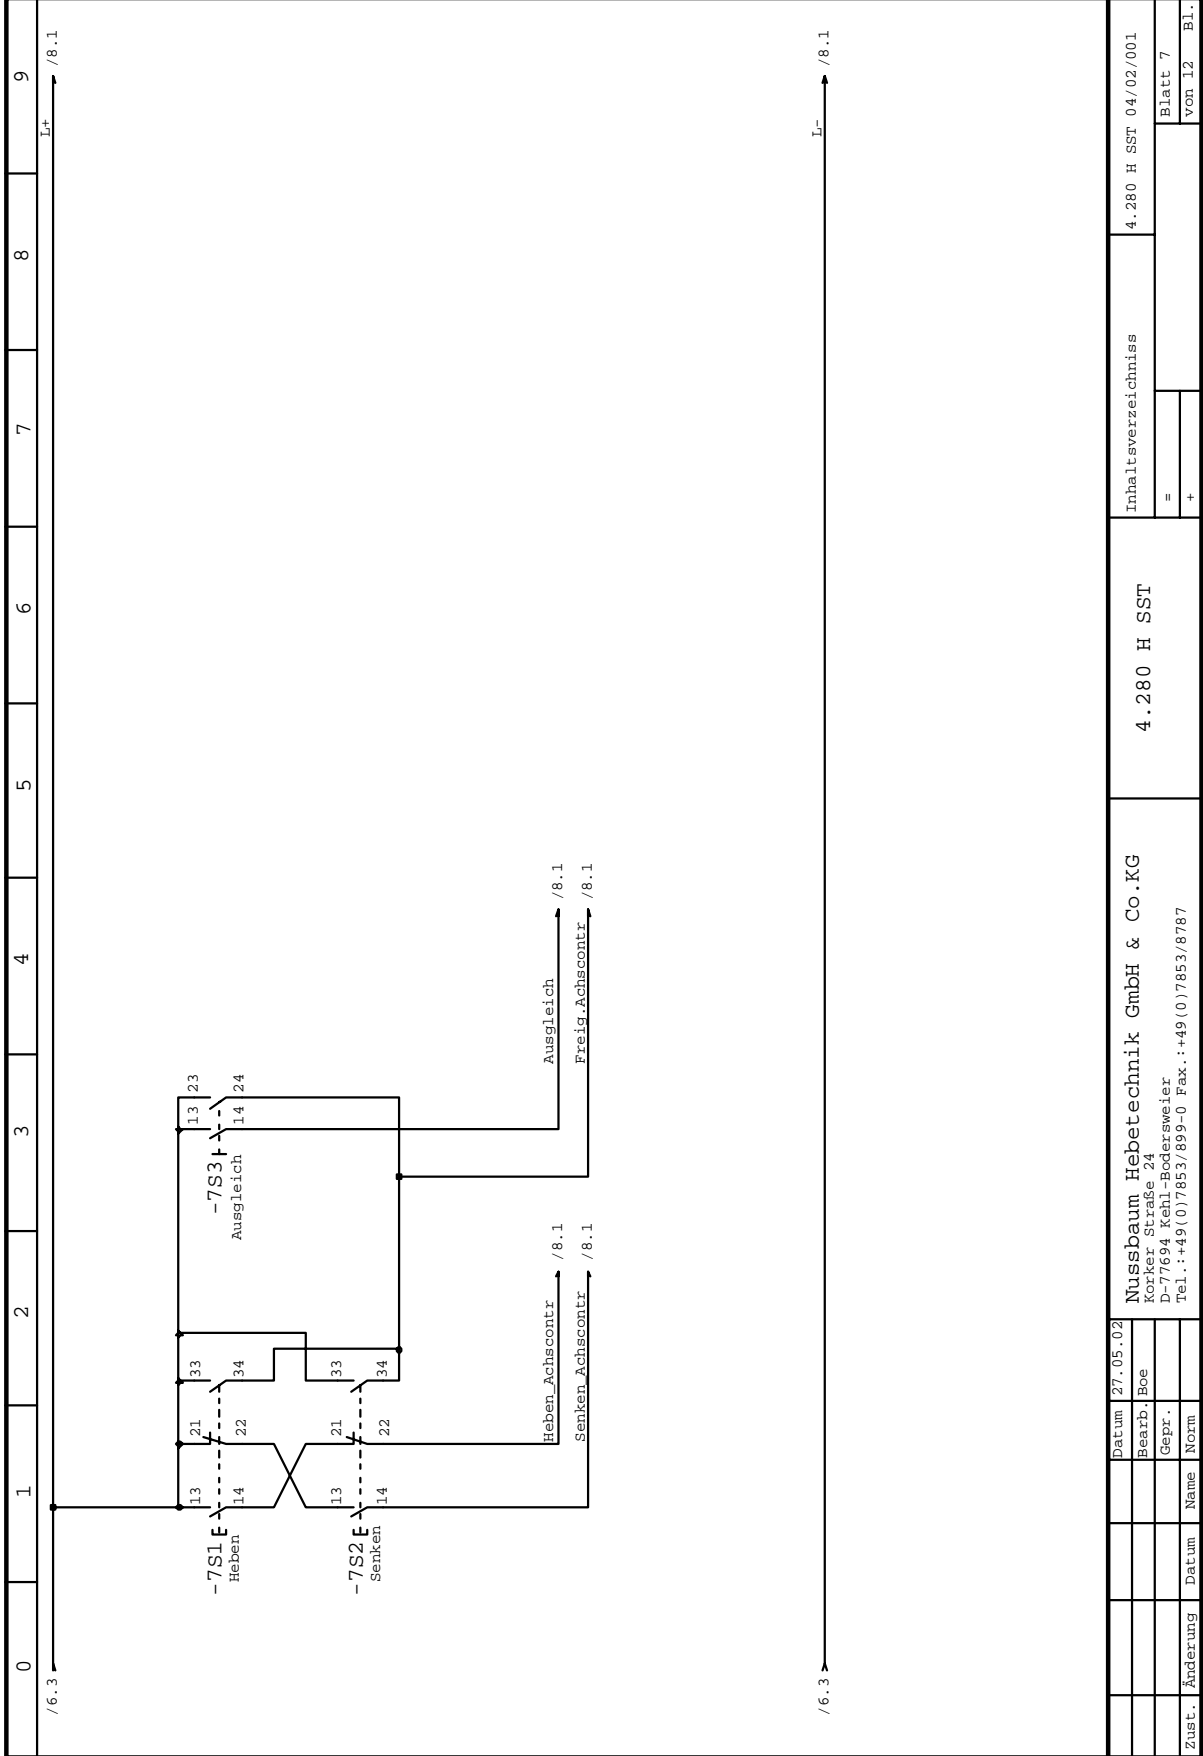 0 1 2 3 4 5 6 7 8 9
/6.3 L+ /8.1
13 21 33 33 13 23
-7S1
Heben
14 22 34 14 24
-7S3
Ausgleich
13 21 33
-7S2
Senken
14 22 34
Heben_Achscontr /8.1
Senken_Achscontr /8.1
Ausgleich /8.1
Freig.Achscontr /8.1
/6.3 L- /8.1
Datum 27.05.02
Bearb. Boe
Gepr.
Zust. Änderung Datum Name Norm
Nussbaum Hebetechnik GmbH & Co.KG
Korker Straße 24
D-77694 Kehl-Bodersweier
Tel.:+49(0)7853/899-0 Fax.:+49(0)7853/8787
4.280 H SST
Inhaltsverzeichniss
=
+
4.280 H SST 04/02/001
Blatt 7
von 12 Bl.